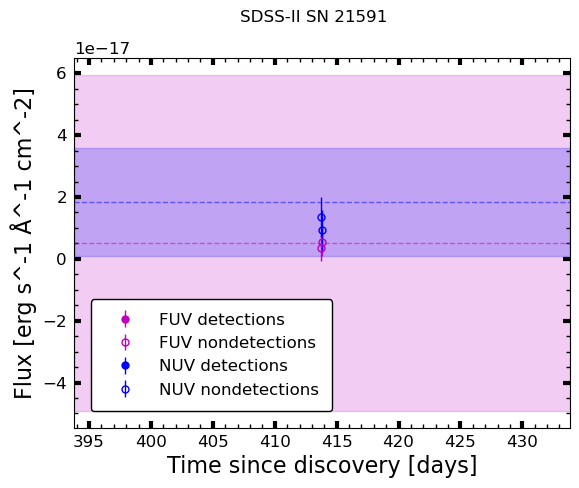 SDSS-II SN 21591
1e−17
6
4
2
0
−2
−4
Flux [erg s^-1 Å^-1 cm^-2]
FUV detections
FUV nondetections
NUV detections
NUV nondetections
395 400 405 410 415 420 425 430
Time since discovery [days]